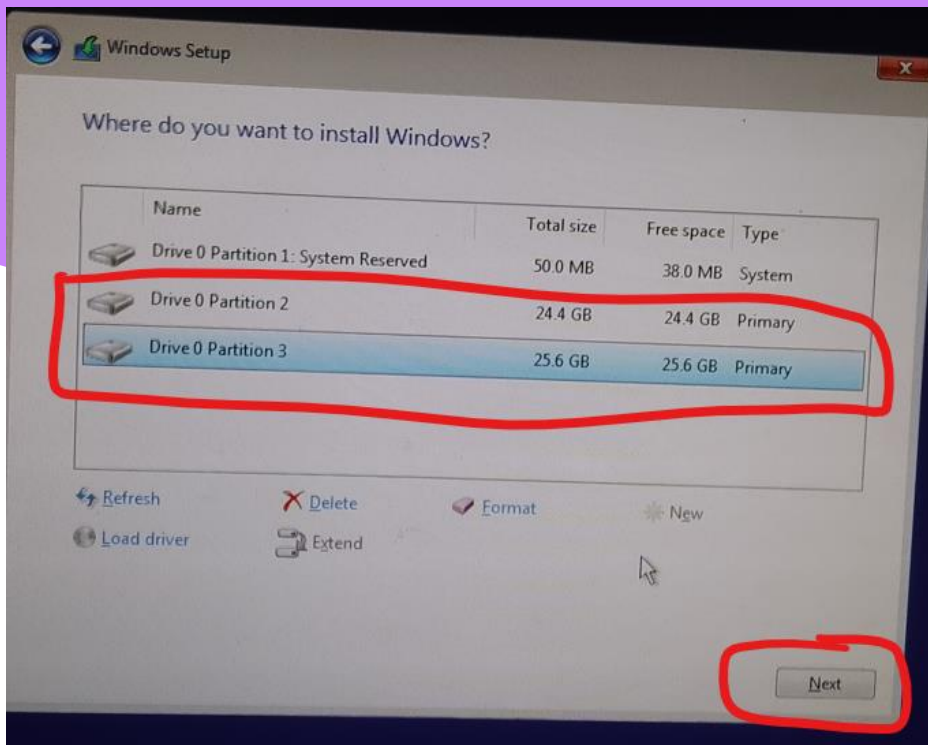 Windows Setup
Where do you want to install Windows?
Name Total size Free space Type
Drive 0 Partition 1: System Reserved 50.0 MB 38.0 MB System
Drive 0 Partition 2 24.4 GB 24.4 GB Primary
Drive 0 Partition 3 25.6 GB 25.6 GB Primary
Refresh Delete Format New
Load driver Extend
Next